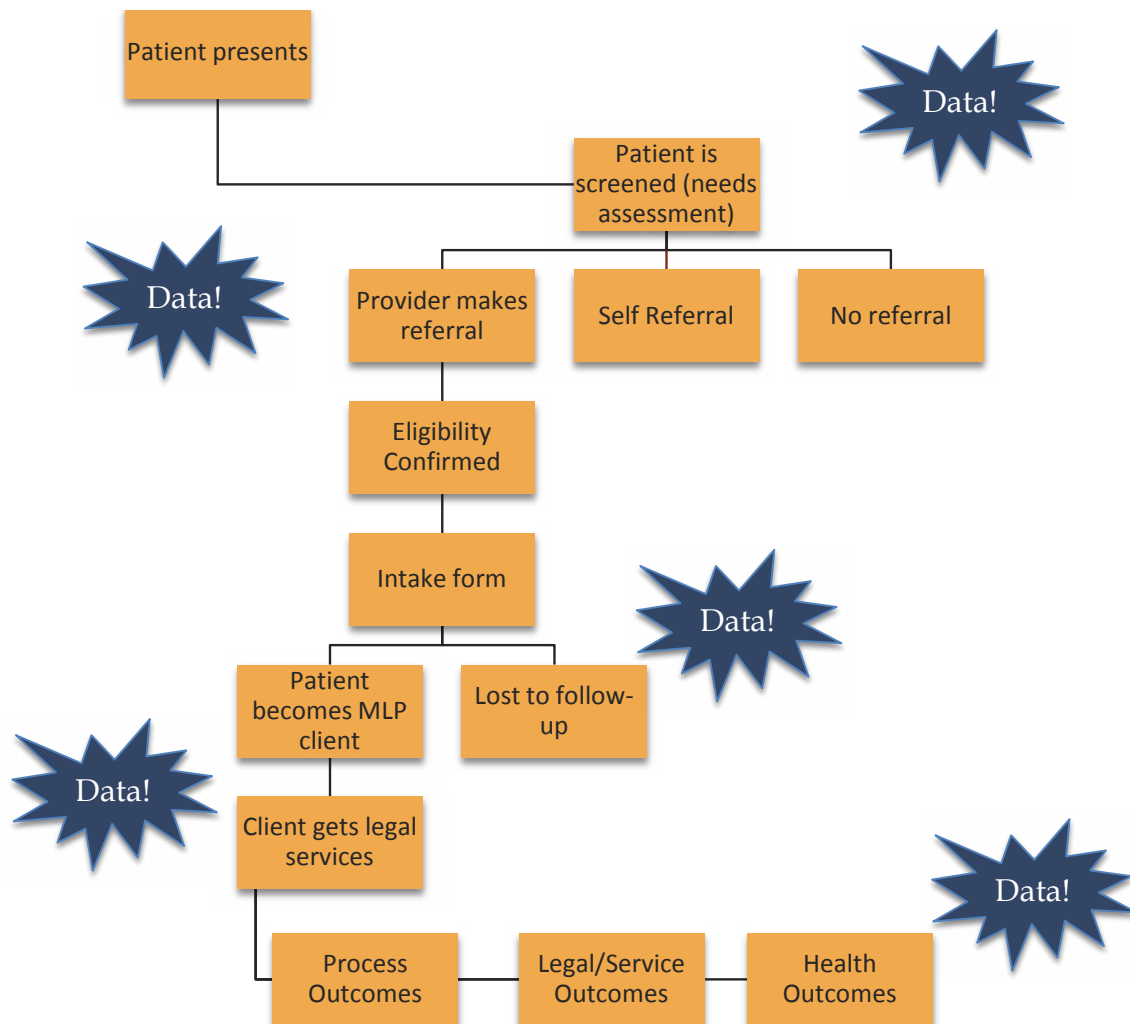 Patient presents
Data!
Patient is
screened (needs
assessment)
Data!
Provider makes
referral
Self Referral
No referral
Eligibility
Confirmed
Intake form
Data!
Patient
becomes MLP
client
Lost to follow-
up
Data!
Client gets legal
services
Data!
Process
Outcomes
Legal/Service
Outcomes
Health
Outcomes